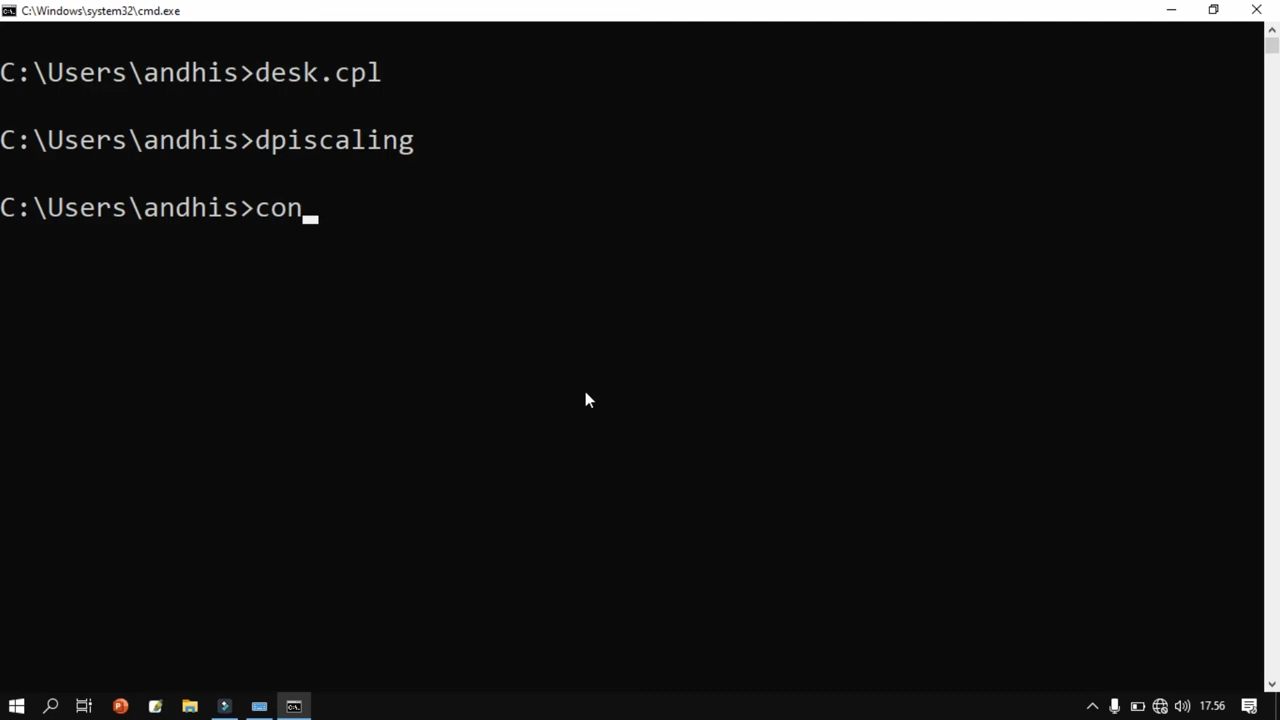 C:\Windows\system32\cmd.exe
C:\Users\andhis>desk.cpl
C:\Users\andhis>dpiscaling
C:\Users\andhis>con
17.56